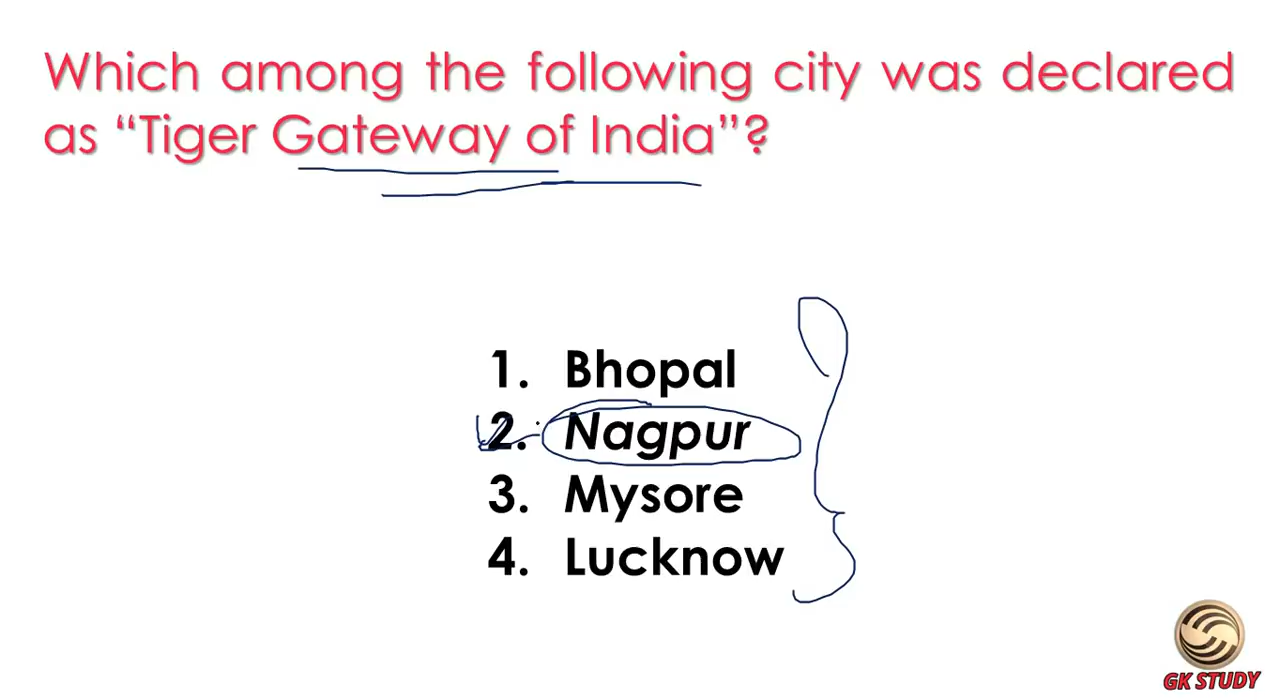 Which among the following city was declared
as “Tiger Gateway of India”?
1. Bhopal
2. Nagpur
3. Mysore
4. Lucknow
GK STUDY